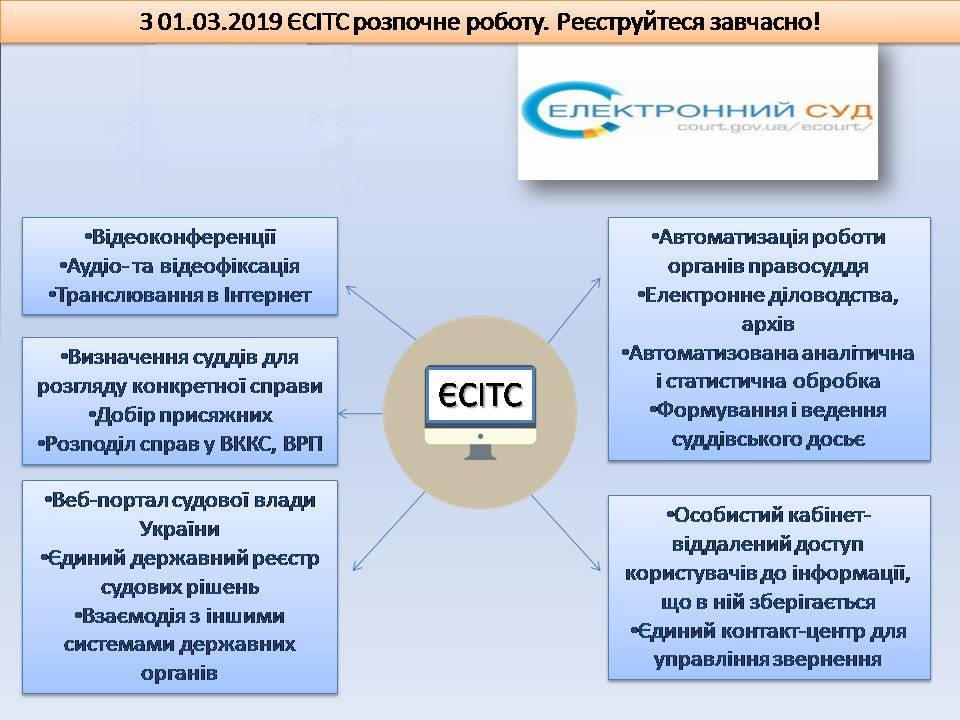 З 01.03.2019 ЄСІТС розпочне роботу. Реєструйтеся завчасно!
ЕЛЕКТРОННИЙ СУД
court.gov.ua/ecourt/
•Відеоконференції
•Аудіо- та відеофіксація
•Транслювання в Інтернет
•Визначення суддів для
розгляду конкретної справи
•Добір присяжних
•Розподіл справ у ВККС, ВРП
•Веб-портал судової влади
України
•Єдиний державний реєстр
судових рішень
•Взаємодія з іншими
системами державних
органів
ЄСІТС
•Автоматизація роботи
органів правосуддя
•Електронне діловодства,
архів
•Автоматизована аналітична
і статистична обробка
•Формування і ведення
суддівського досьє
•Особистий кабінет-
віддалений доступ
користувачів до інформації,
що в ній зберігається
•Єдиний контакт-центр для
управління звернення